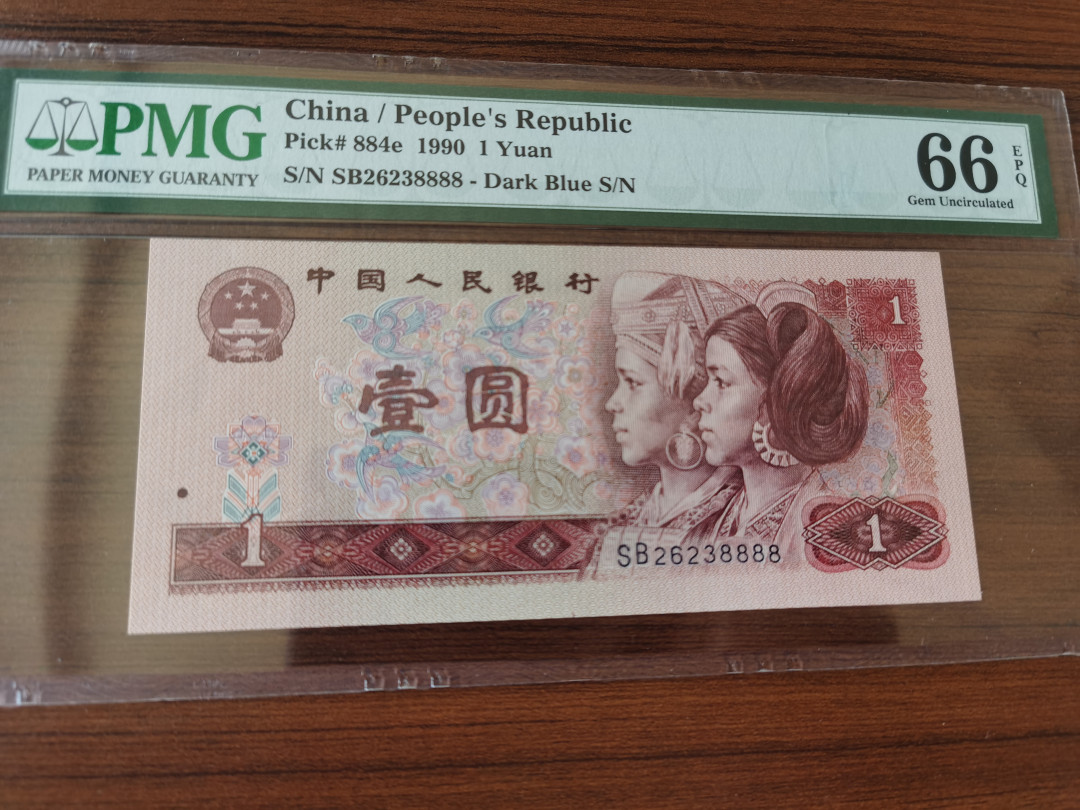 PMG
PAPER MONEY GUARANTY
China / People's Republic
Pick# 884e 1990 1 Yuan
S/N SB26238888 - Dark Blue S/N
66
EPQ
Gem Uncirculated
中国人民银行
1
壹圆
1
SB26238888
1